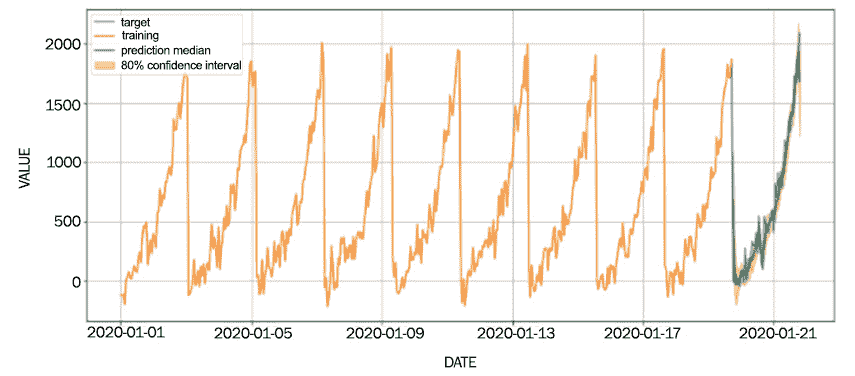 target
training
prediction median
80% confidence interval
2000
1500
1000
500
0
VALUE
2020-01-01 2020-01-05 2020-01-09 2020-01-13 2020-01-17 2020-01-21
DATE